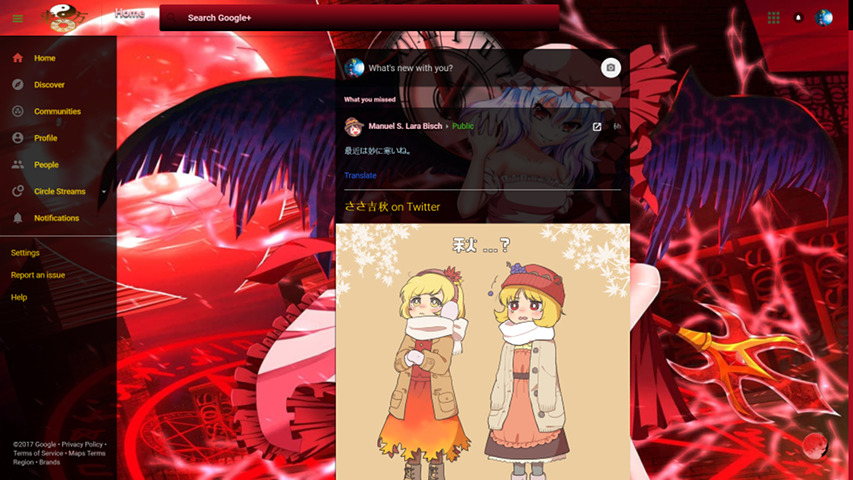 Home
Search Google+
Home
Discover
Communities
Profile
People
Circle Streams
Notifications
Settings
Report an issue
Help
©2017 Google • Privacy Policy •
Terms of Service • Maps Terms
Region • Brands
What's new with you?
What you missed
Manuel S. Lara Bisch ▸ Public
6h
最近は妙に寒いね。
Translate
ささ吉秋 on Twitter
秋…?